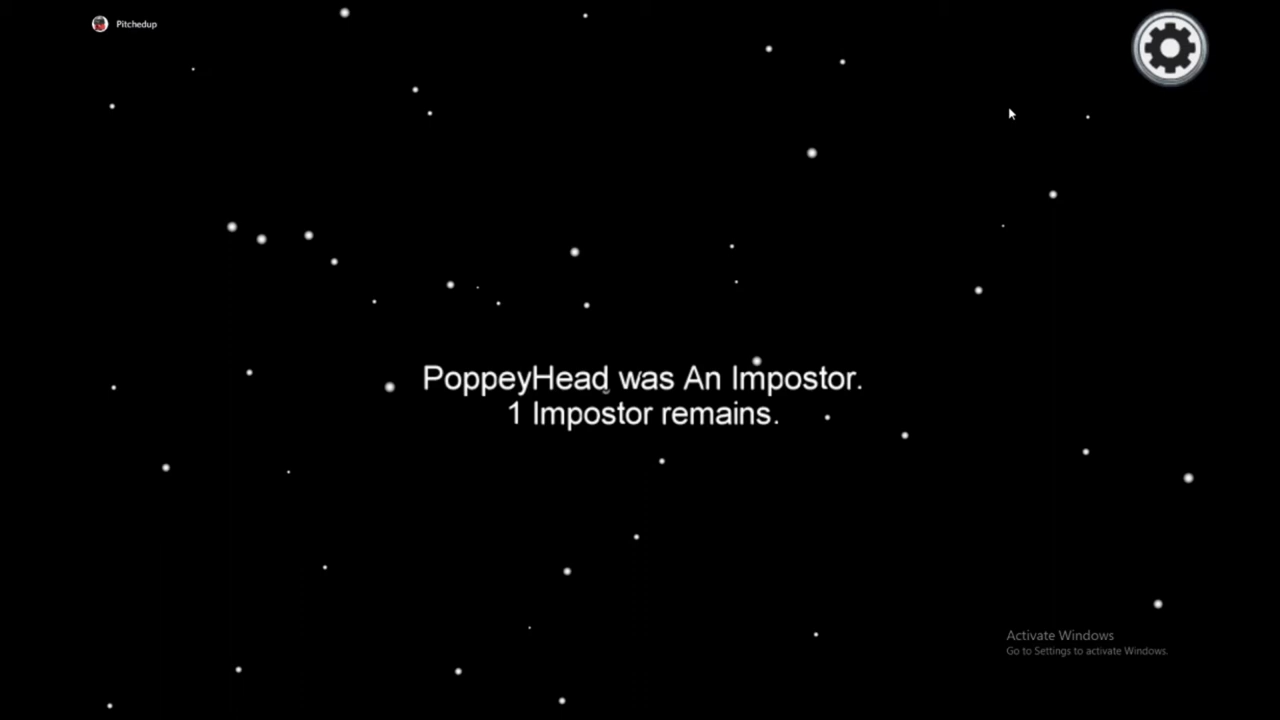 Pitchedup
PoppeyHead was An Impostor.
1 Impostor remains.
Activate Windows
Go to Settings to activate Windows.